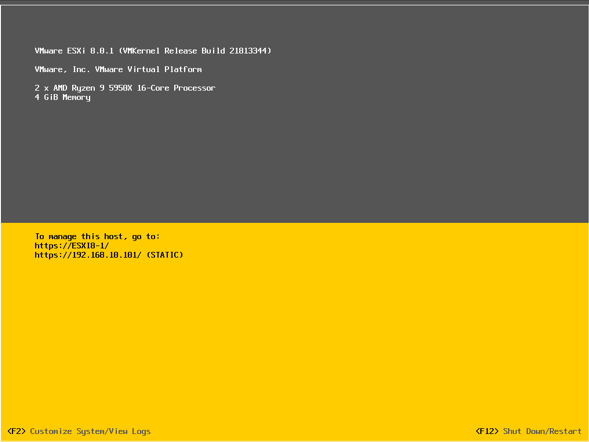 VMware ESXi 8.0.1 (VMKernel Release Build 21813344)
VMware, Inc. VMware Virtual Platform
2 x AMD Ryzen 9 5950X 16-Core Processor
4 GiB Memory
To manage this host, go to:
https://ESXI8-1/
https://192.168.10.101/ (STATIC)
<F2> Customize System/View Logs
<F12> Shut Down/Restart